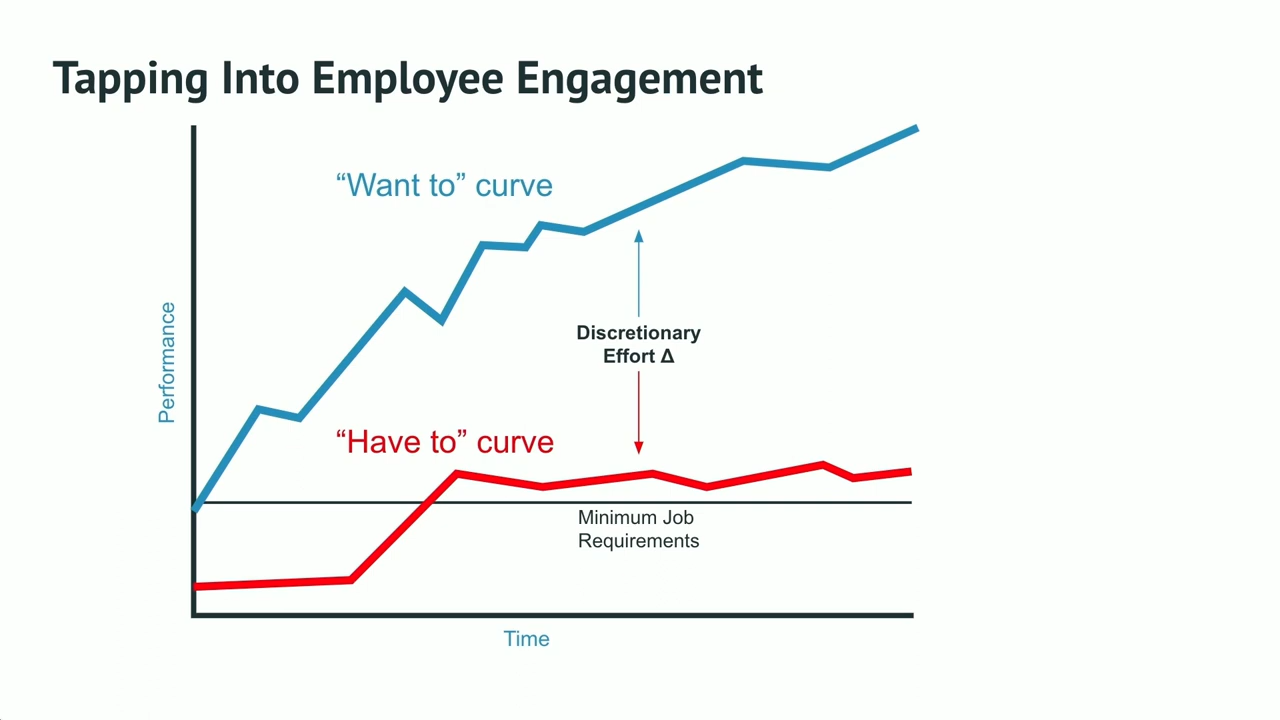 Tapping Into Employee Engagement
“Want to” curve
Performance
Discretionary
Effort Δ
“Have to” curve
Minimum Job
Requirements
Time